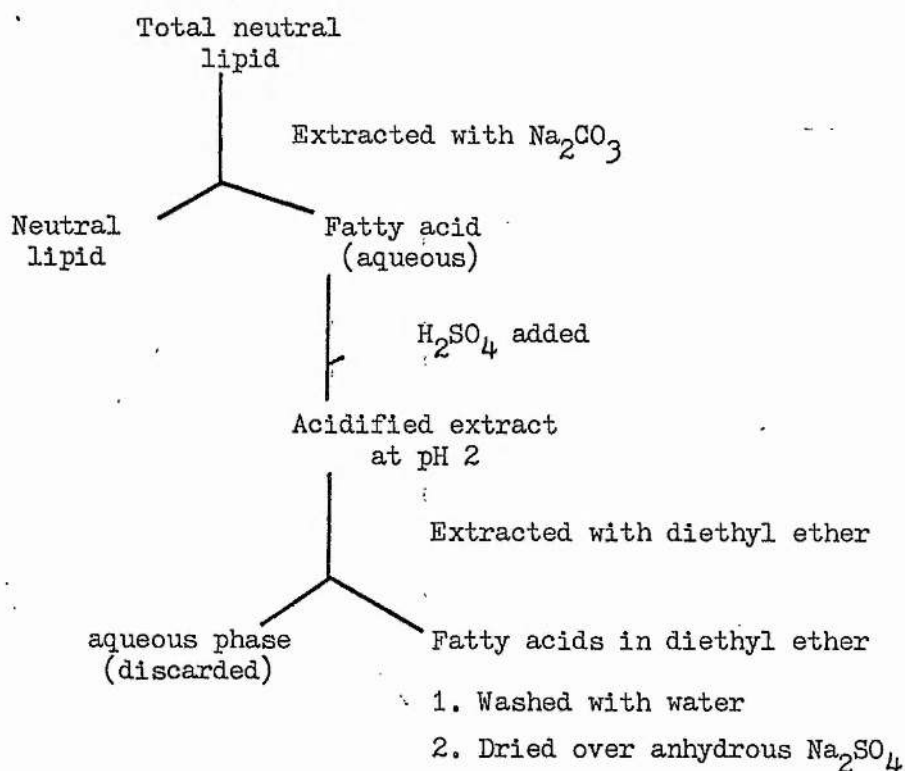 Total neutral
lipid
Extracted with Na₂CO₃
Neutral
lipid
Fatty acid
(aqueous)
H₂SO₄ added
Acidified extract
at pH 2
Extracted with diethyl ether
aqueous phase
(discarded)
Fatty acids in diethyl ether
1. Washed with water
2. Dried over anhydrous Na₂SO₄